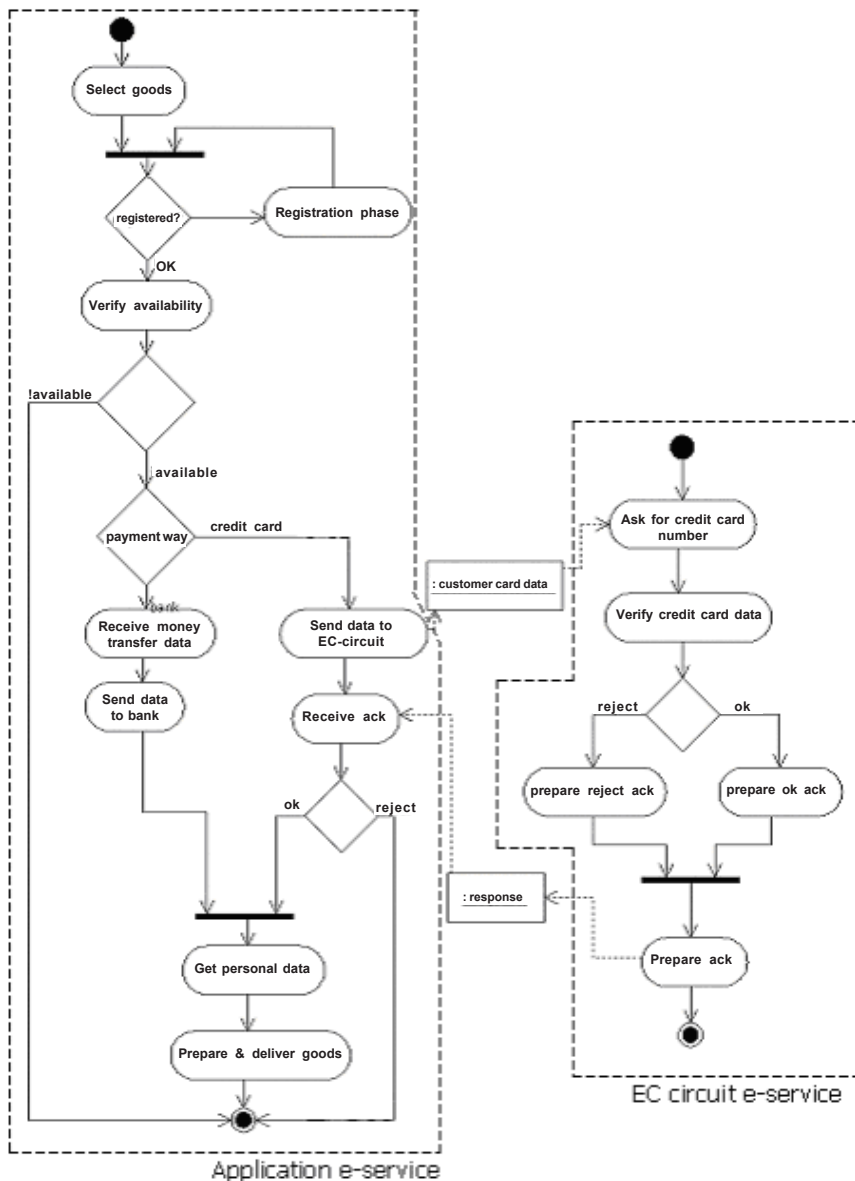 Select goods
registered?
Registration phase
OK
Verify availability
!available
available
payment way
credit card
bank
Receive money
transfer data
Send data to
EC-circuit
Send data
to bank
Receive ack
ok
reject
Get personal data
Prepare & deliver goods
Application e-service
: customer card data
: response
Ask for credit card
number
Verify credit card data
reject
ok
prepare reject ack
prepare ok ack
Prepare ack
EC circuit e-service